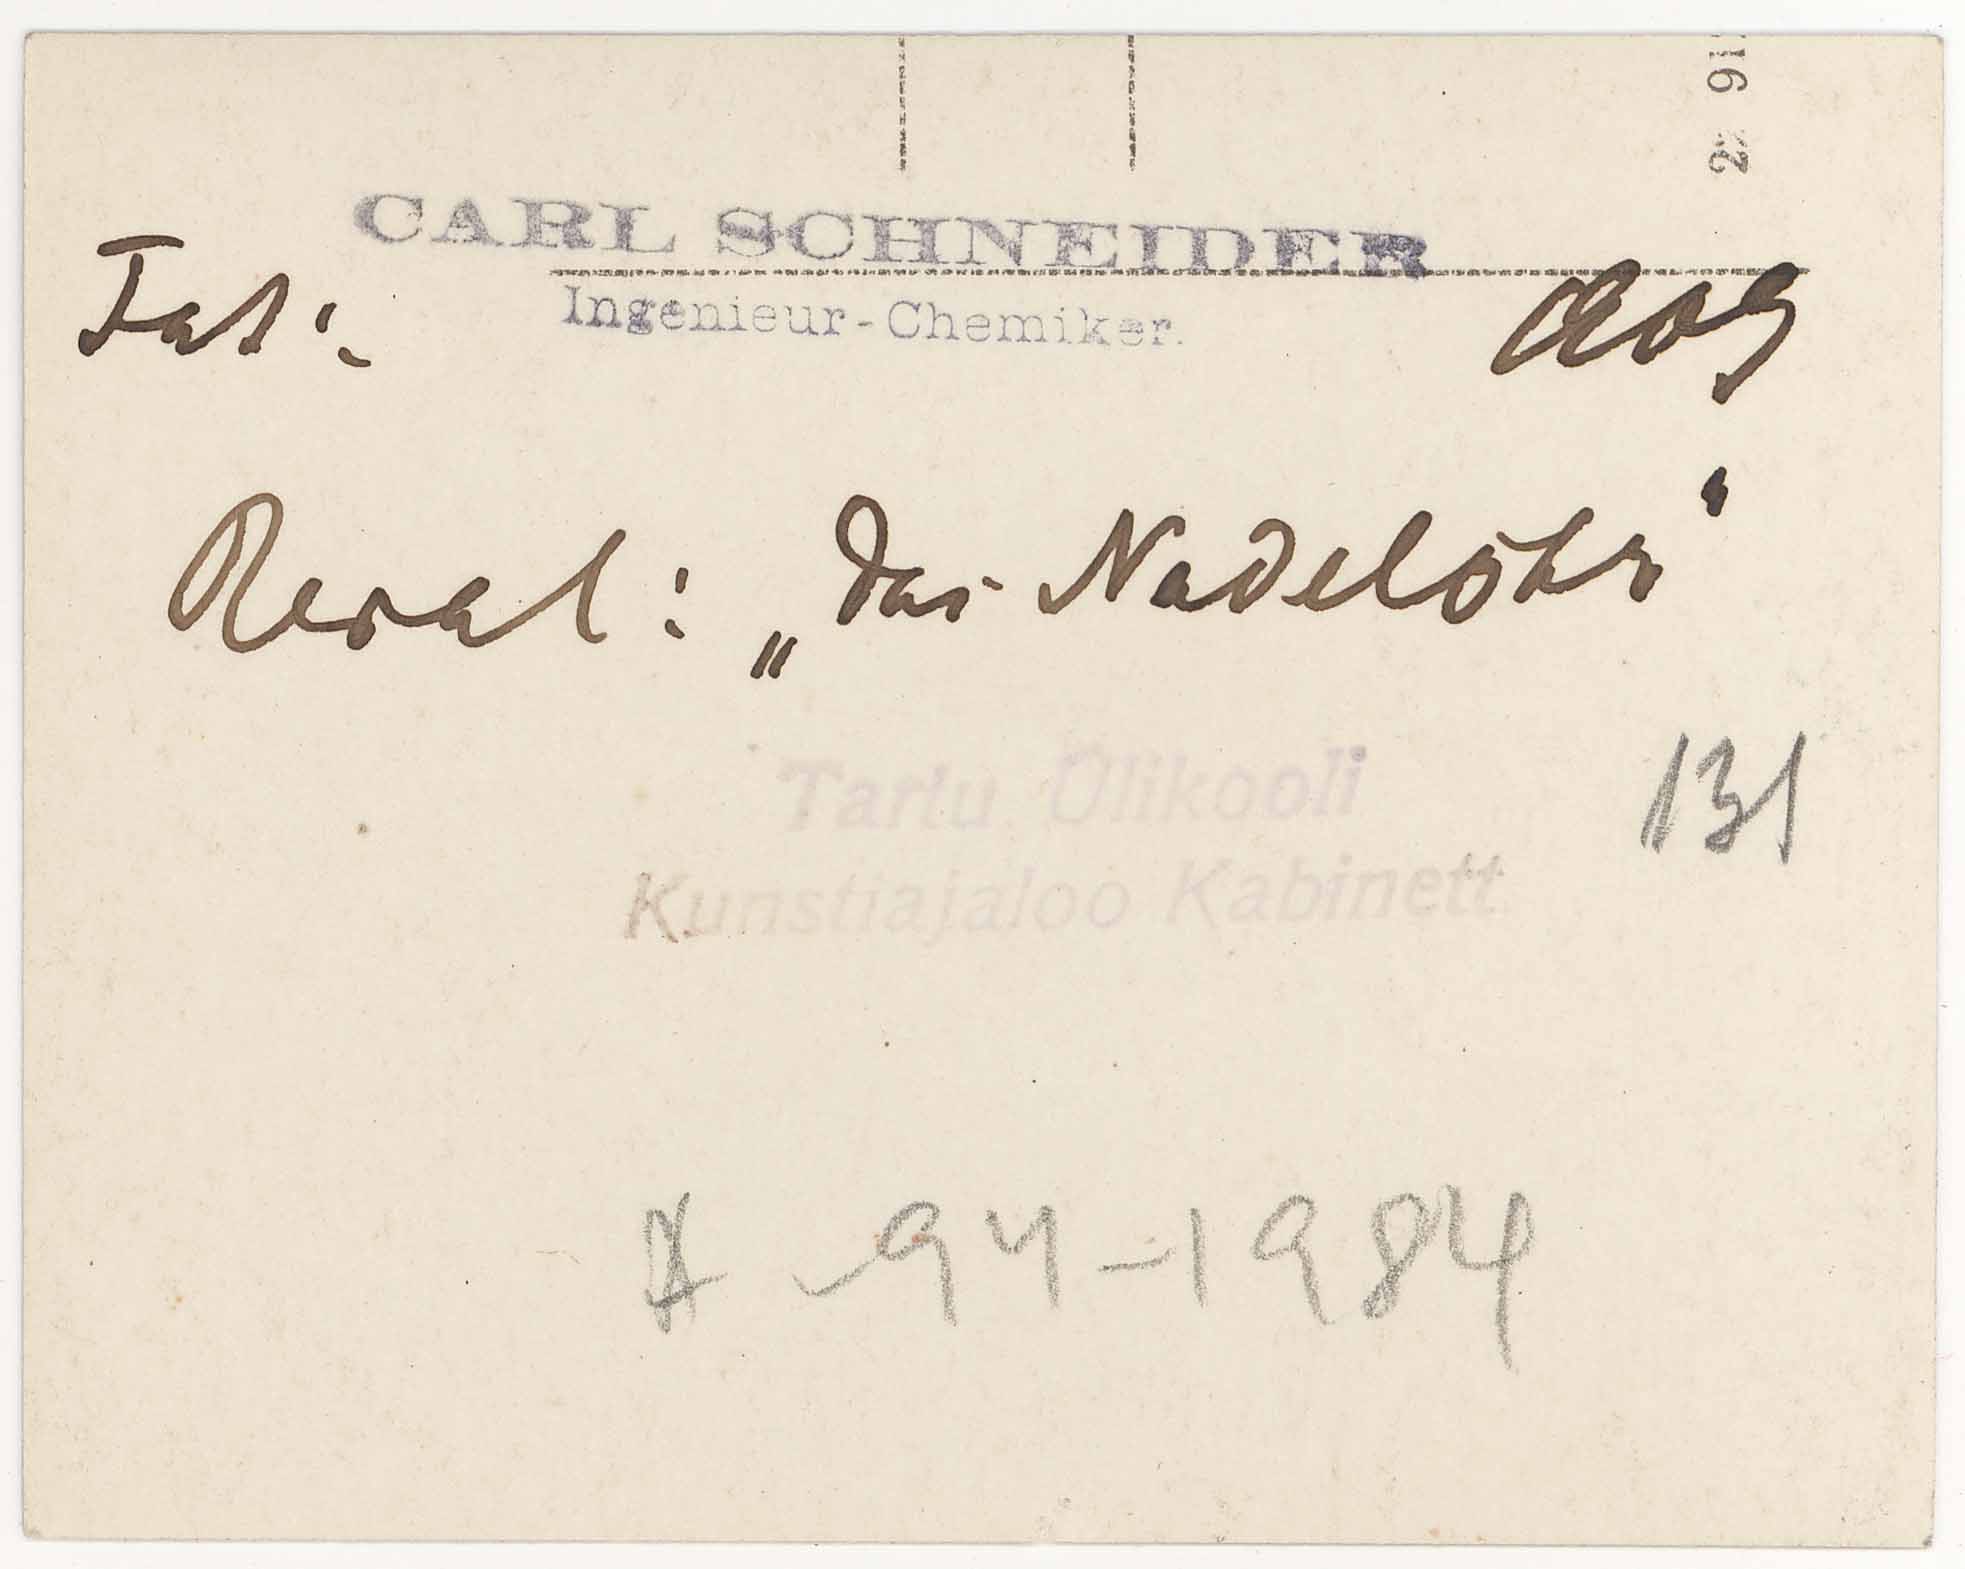 CARL SCHNEIDER
Ingenieur-Chemiker.
Reval: „Das Nadelöhr“
Tartu Ülikooli
131
Kunstiajaloo Kabinett
A-94-1984